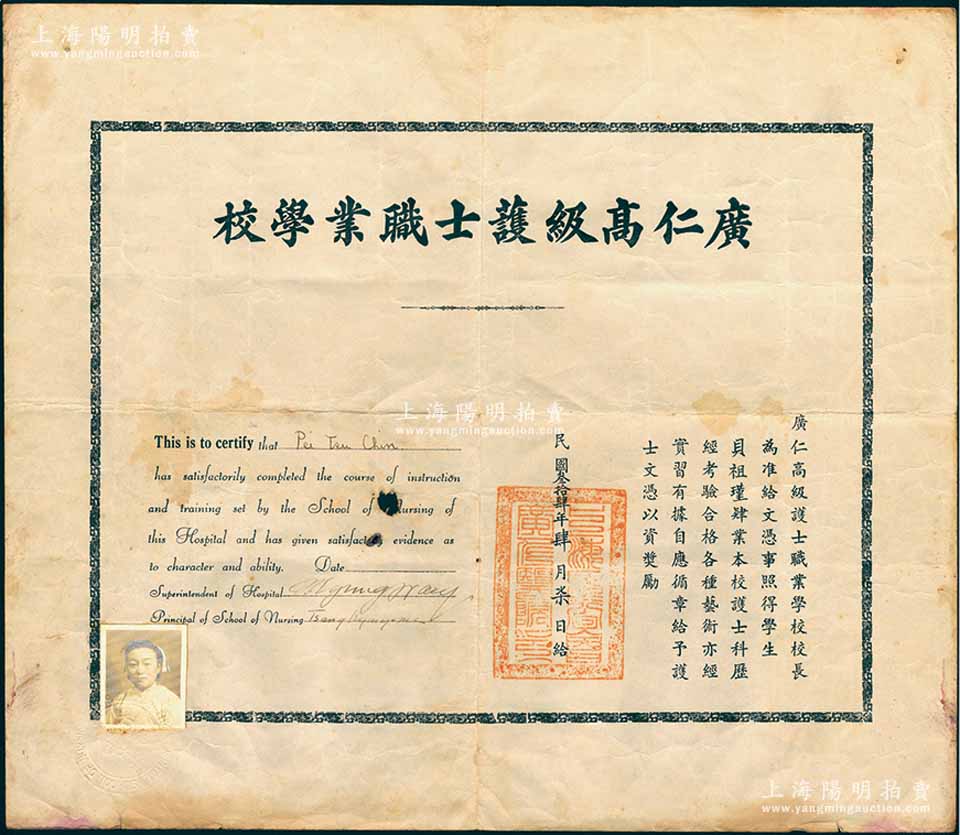 上海陽明拍賣
www.yangmingauction.com
廣仁高級護士職業學校
廣仁高級護士職業學校校長
為准給文憑事照得學生
貝祖瑾肄業本校護士科歷
經考驗合格各種藝術亦經
實習有據自應循章給予護
士文憑以資奬勵
民國叁拾肆年肆月柒日給
This is to certify that Pei Tsu Chin
has satisfactorily completed the course of instruction
and training set by the School of Nursing of
this Hospital and has given satisfactory evidence as
to character and ability. Date
Superintendent of Hospital
Principal of School of Nursing
上海陽明拍賣
www.yangmingauction.com
上海陽明拍賣
www.yangmingauction.com